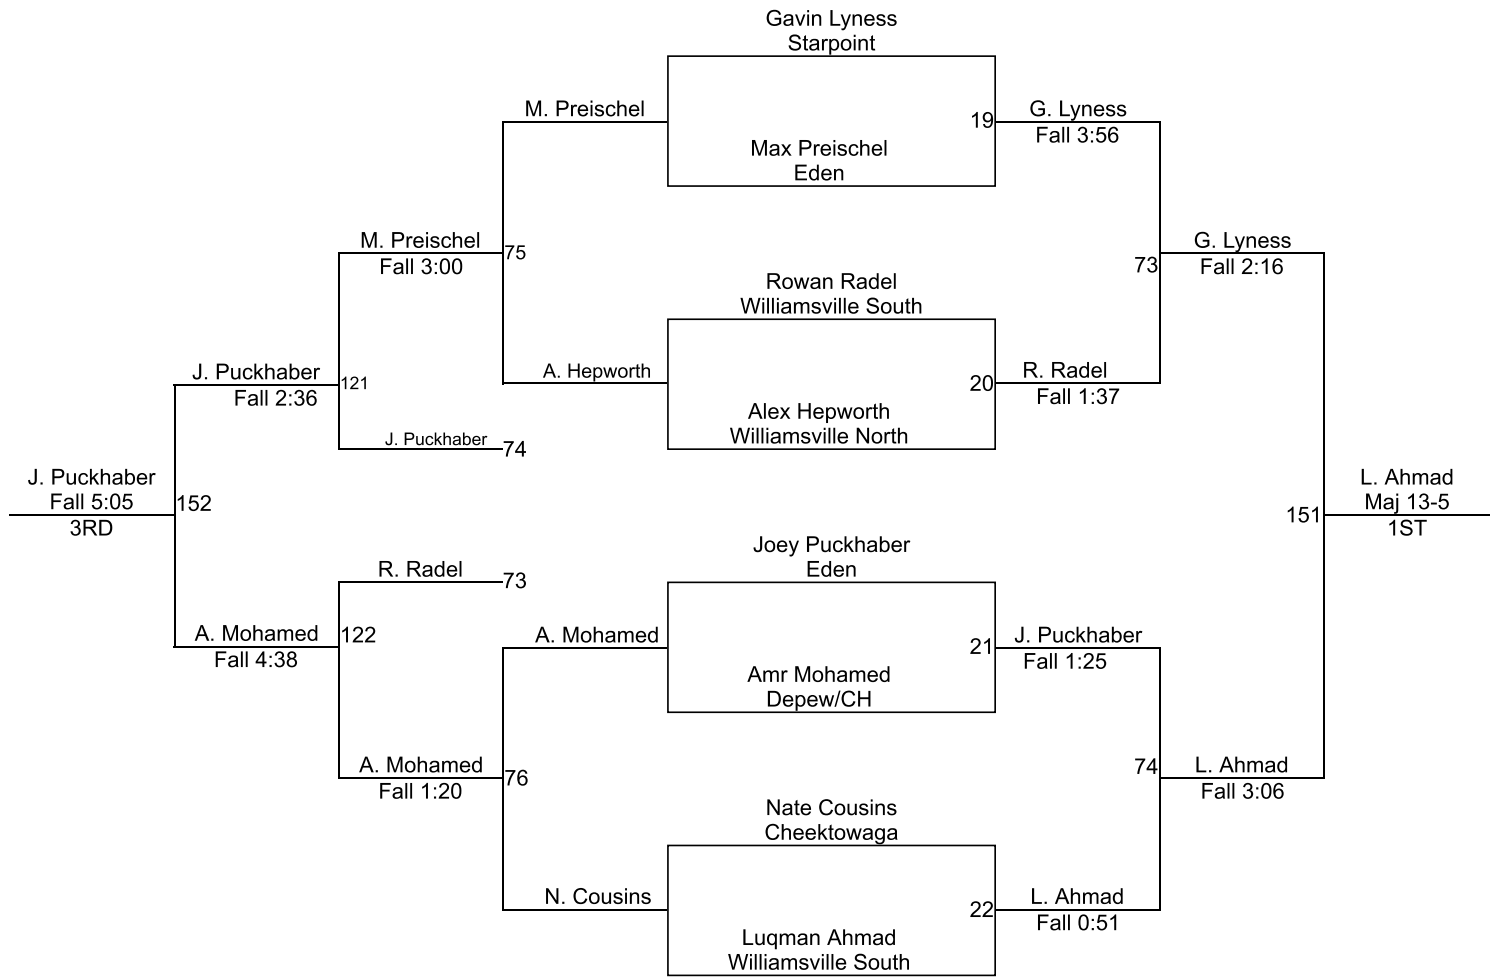 Gavin Lyness
Starpoint
M. Preischel
19
G. Lyness
Fall 3:56
Max Preischel
Eden
M. Preischel
Fall 3:00
75
73
G. Lyness
Fall 2:16
Rowan Radel
Williamsville South
J. Puckhaber
Fall 2:36
121
A. Hepworth
20
R. Radel
Fall 1:37
Alex Hepworth
Williamsville North
J. Puckhaber
74
J. Puckhaber
Fall 5:05
3RD
152
151
L. Ahmad
Maj 13-5
1ST
Joey Puckhaber
Eden
R. Radel
73
A. Mohamed
Fall 4:38
122
A. Mohamed
21
J. Puckhaber
Fall 1:25
Amr Mohamed
Depew/CH
A. Mohamed
Fall 1:20
76
74
L. Ahmad
Fall 3:06
Nate Cousins
Cheektowaga
N. Cousins
22
L. Ahmad
Fall 0:51
Luqman Ahmad
Williamsville South